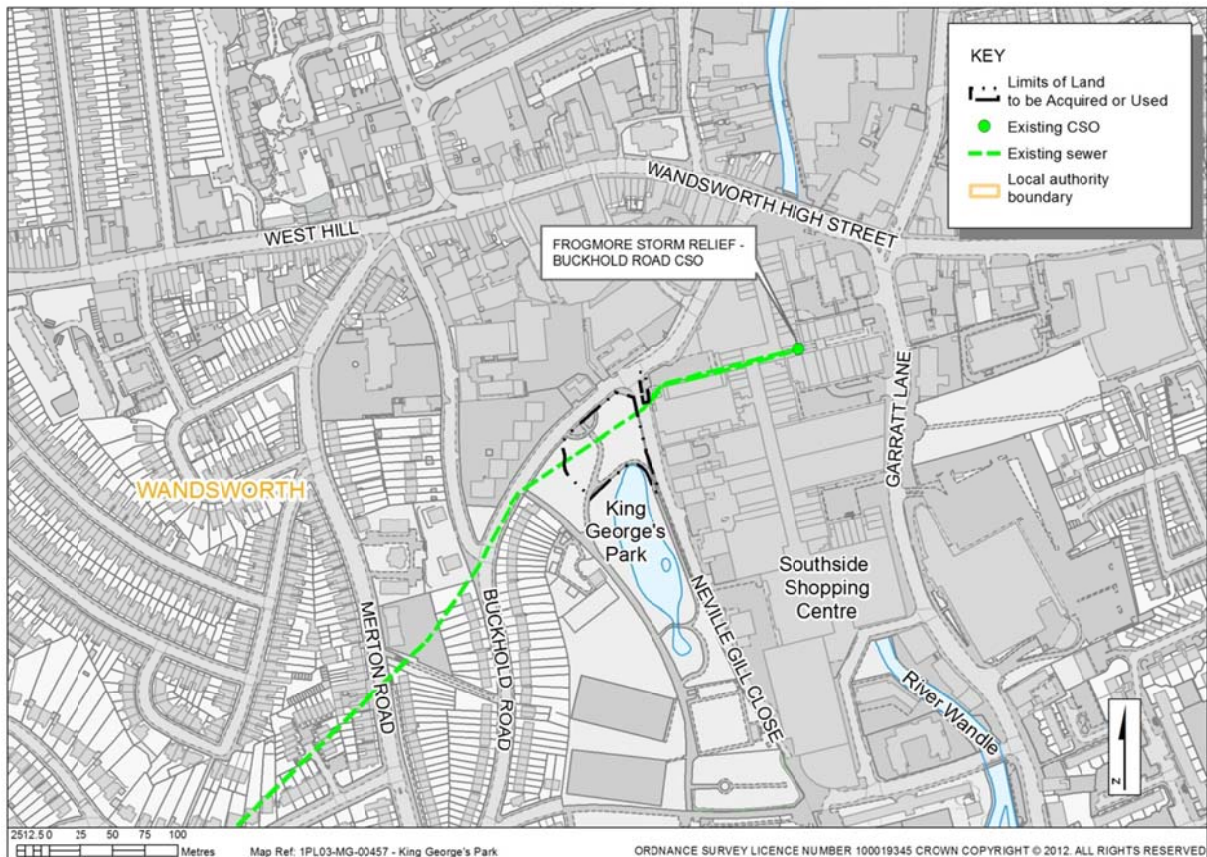 KEY
Limits of Land
to be Acquired or Used
Existing CSO
Existing sewer
Local authority
boundary
WANDSWORTH HIGH STREET
WEST HILL
FROGMORE STORM RELIEF -
BUCKHOLD ROAD CSO
GARRATT LANE
WANDSWORTH
King
George's
Park
Southside
Shopping
Centre
NEVILLE GILL CLOSE
MERTON ROAD
BUCKHOLD ROAD
River Wandle
N
2512.5 0 25 50 75 100
Metres
Map Ref: 1PL03-MG-00457 - King George's Park
ORDNANCE SURVEY LICENCE NUMBER 100019345 CROWN COPYRIGHT © 2012. ALL RIGHTS RESERVED